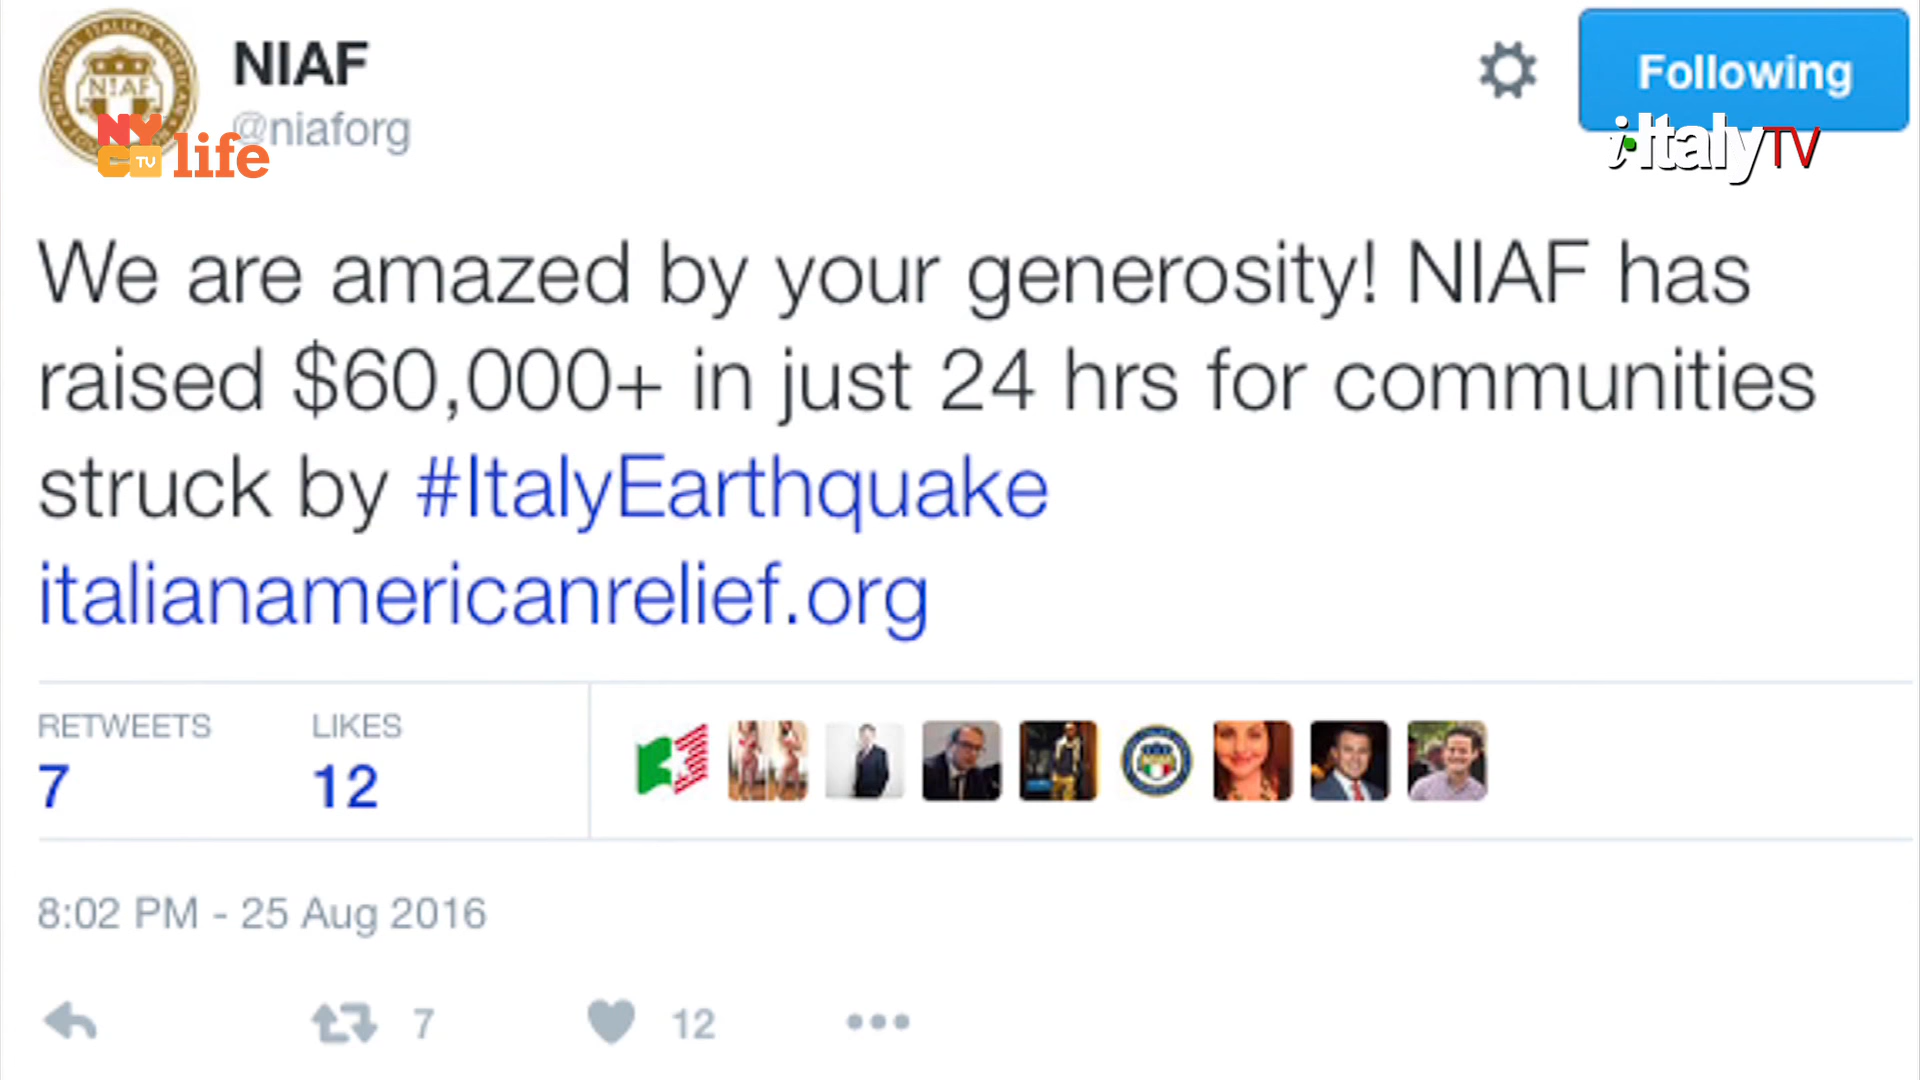 NIAF
@niaforg
Following
NYC TV life
i-ItalyTV
We are amazed by your generosity! NIAF has
raised $60,000+ in just 24 hrs for communities
struck by #ItalyEarthquake
italianamericanrelief.org
RETWEETS LIKES
7 12
8:02 PM - 25 Aug 2016
7 12